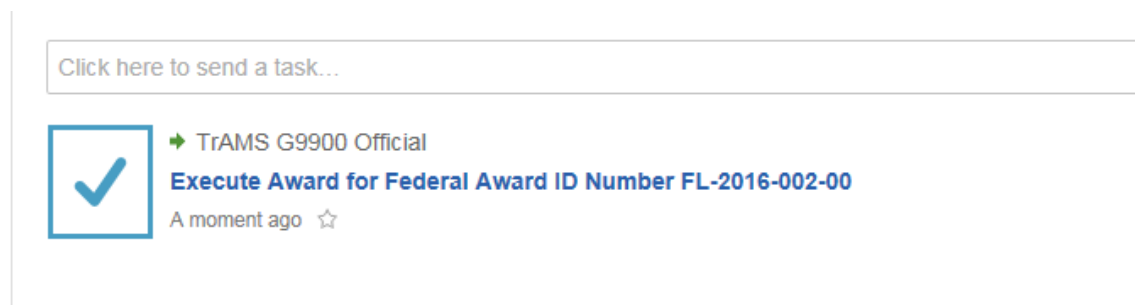 Click here to send a task...
TrAMS G9900 Official
Execute Award for Federal Award ID Number FL-2016-002-00
A moment ago